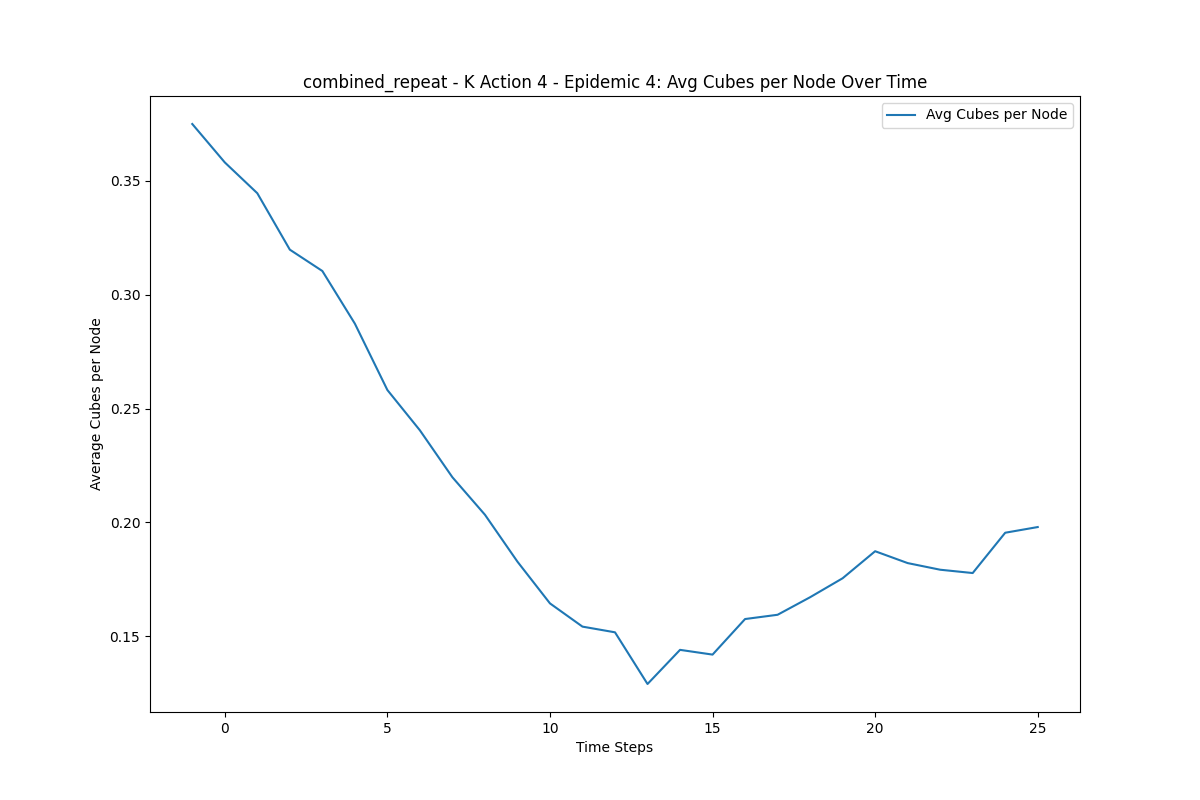 combined_repeat - K Action 4 - Epidemic 4: Avg Cubes per Node Over Time
Avg Cubes per Node
0.35
0.30
0.25
0.20
0.15
Average Cubes per Node
0 5 10 15 20 25
Time Steps